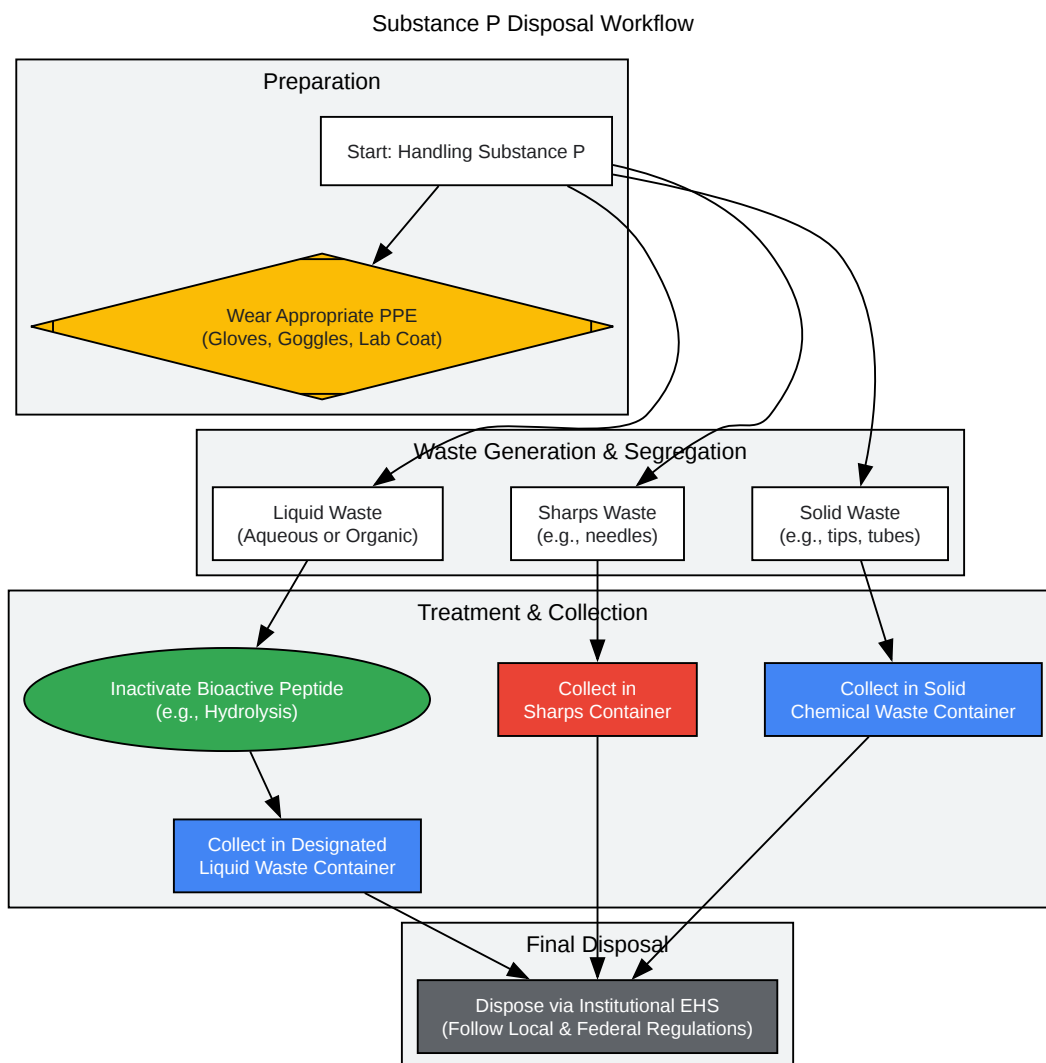 Substance P Disposal Workflow
Preparation
Start: Handling Substance P
Wear Appropriate PPE
(Gloves, Goggles, Lab Coat)
Waste Generation & Segregation
Liquid Waste
(Aqueous or Organic)
Sharps Waste
(e.g., needles)
Solid Waste
(e.g., tips, tubes)
Treatment & Collection
Inactivate Bioactive Peptide
(e.g., Hydrolysis)
Collect in
Sharps Container
Collect in Solid
Chemical Waste Container
Collect in Designated
Liquid Waste Container
Final Disposal
Dispose via Institutional EHS
(Follow Local & Federal Regulations)